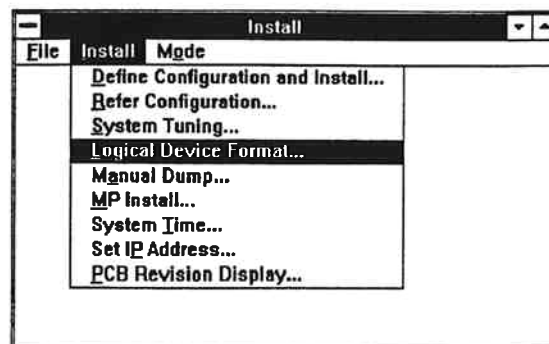 Install
File Install Mode
Define Configuration and Install...
Refer Configuration...
System Tuning...
Logical Device Format...
Manual Dump...
MP Install...
System Time...
Set IP Address...
PCB Revision Display...